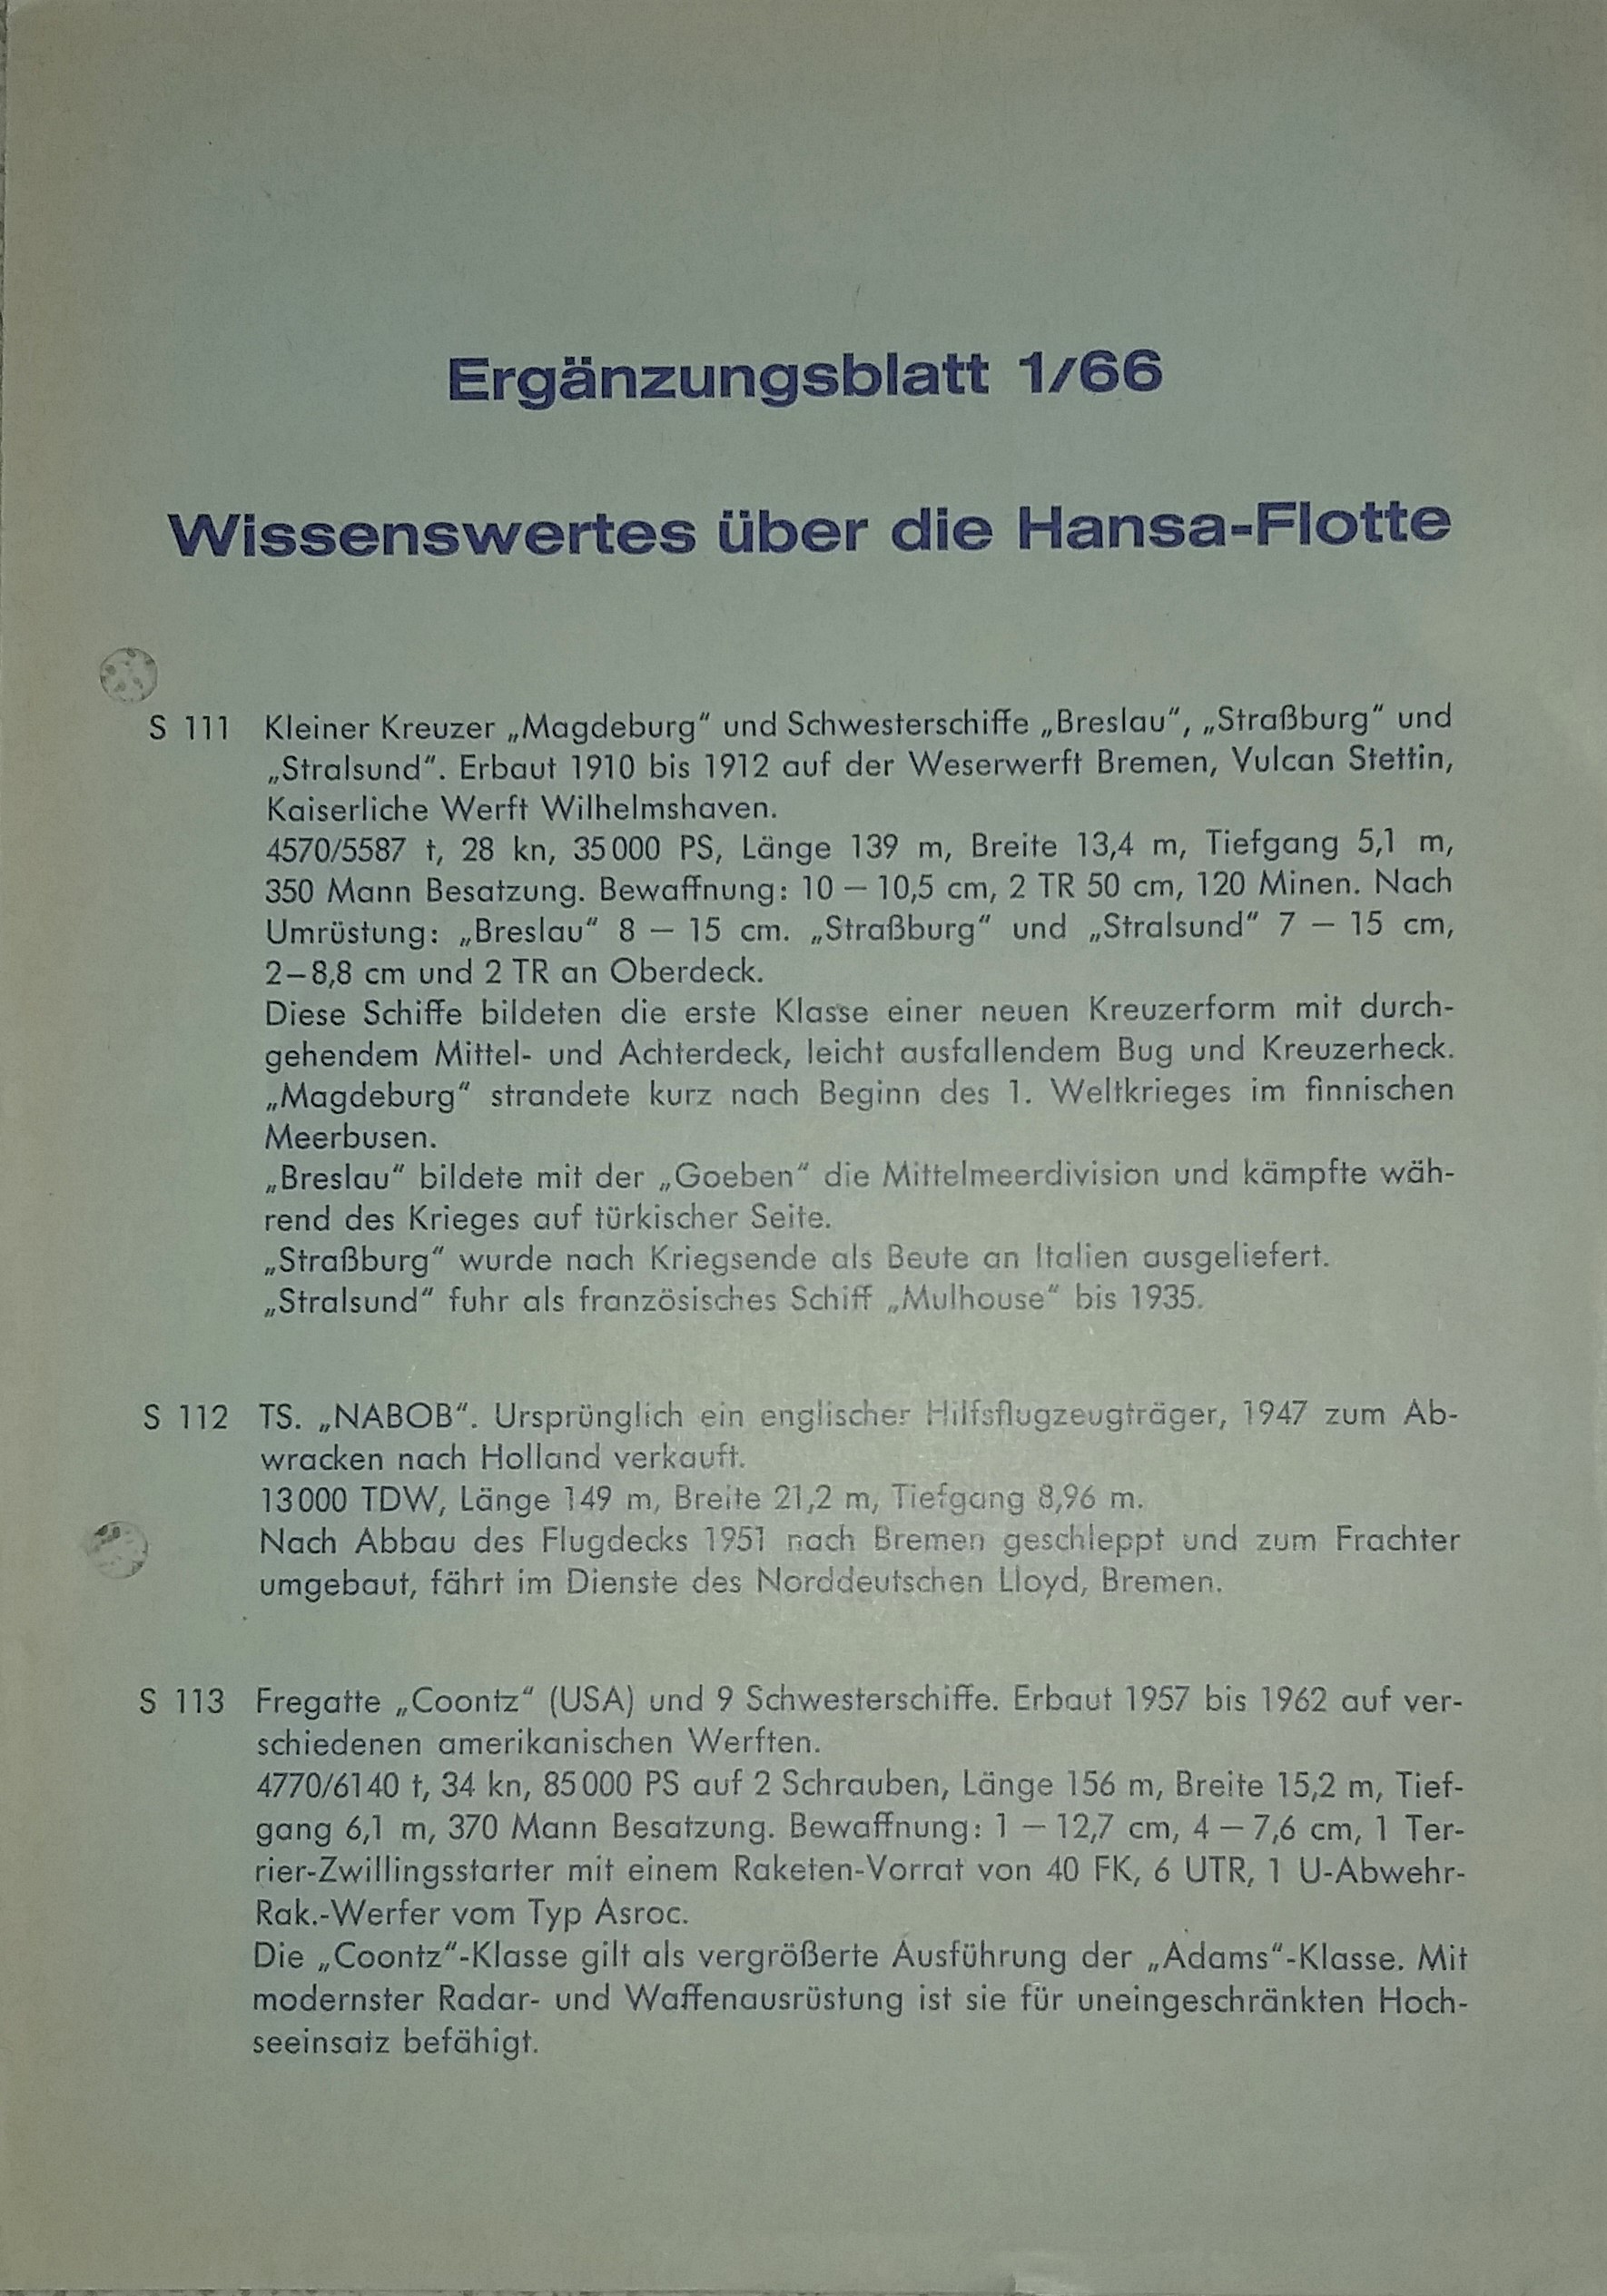 Ergänzungsblatt 1/66
Wissenswertes über die Hansa-Flotte
S 111 Kleiner Kreuzer „Magdeburg“ und Schwesterschiffe „Breslau“, „Straßburg“ und
„Stralsund“. Erbaut 1910 bis 1912 auf der Weserwerft Bremen, Vulcan Stettin,
Kaiserliche Werft Wilhelmshaven.
4570/5587 t, 28 kn, 35000 PS, Länge 139 m, Breite 13,4 m, Tiefgang 5,1 m,
350 Mann Besatzung. Bewaffnung: 10 – 10,5 cm, 2 TR 50 cm, 120 Minen. Nach
Umrüstung: „Breslau“ 8 – 15 cm. „Straßburg“ und „Stralsund“ 7 – 15 cm,
2–8,8 cm und 2 TR an Oberdeck.
Diese Schiffe bildeten die erste Klasse einer neuen Kreuzerform mit durch-
gehendem Mittel- und Achterdeck, leicht ausfallendem Bug und Kreuzerheck.
„Magdeburg“ strandete kurz nach Beginn des 1. Weltkrieges im finnischen
Meerbusen.
„Breslau“ bildete mit der „Goeben“ die Mittelmeerdivision und kämpfte wäh-
rend des Krieges auf türkischer Seite.
„Straßburg“ wurde nach Kriegsende als Beute an Italien ausgeliefert.
„Stralsund“ fuhr als französisches Schiff „Mulhouse“ bis 1935.
S 112 TS. „NABOB“. Ursprünglich ein englischer Hilfsflugzeugträger, 1947 zum Ab-
wracken nach Holland verkauft.
13000 TDW, Länge 149 m, Breite 21,2 m, Tiefgang 8,96 m.
Nach Abbau des Flugdecks 1951 nach Bremen geschleppt und zum Frachter
umgebaut, fährt im Dienste des Norddeutschen Lloyd, Bremen.
S 113 Fregatte „Coontz“ (USA) und 9 Schwesterschiffe. Erbaut 1957 bis 1962 auf ver-
schiedenen amerikanischen Werften.
4770/6140 t, 34 kn, 85000 PS auf 2 Schrauben, Länge 156 m, Breite 15,2 m, Tief-
gang 6,1 m, 370 Mann Besatzung. Bewaffnung: 1 – 12,7 cm, 4 – 7,6 cm, 1 Ter-
rier-Zwillingsstarter mit einem Raketen-Vorrat von 40 FK, 6 UTR, 1 U-Abwehr-
Rak.-Werfer vom Typ Asroc.
Die „Coontz“-Klasse gilt als vergrößerte Ausführung der „Adams“-Klasse. Mit
modernster Radar- und Waffenausrüstung ist sie für uneingeschränkten Hoch-
seeinsatz befähigt.